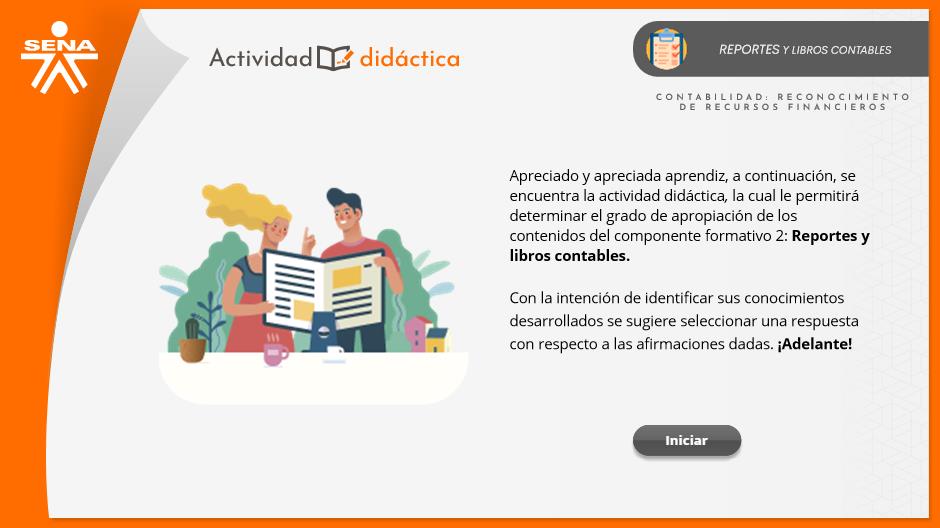 SENA
Actividad didáctica
REPORTES Y LIBROS CONTABLES
CONTABILIDAD: RECONOCIMIENTO
DE RECURSOS FINANCIEROS
Apreciado y apreciada aprendiz, a continuación, se
encuentra la actividad didáctica, la cual le permitirá
determinar el grado de apropiación de los
contenidos del componente formativo 2: Reportes y
libros contables.
Con la intención de identificar sus conocimientos
desarrollados se sugiere seleccionar una respuesta
con respecto a las afirmaciones dadas. ¡Adelante!
Iniciar